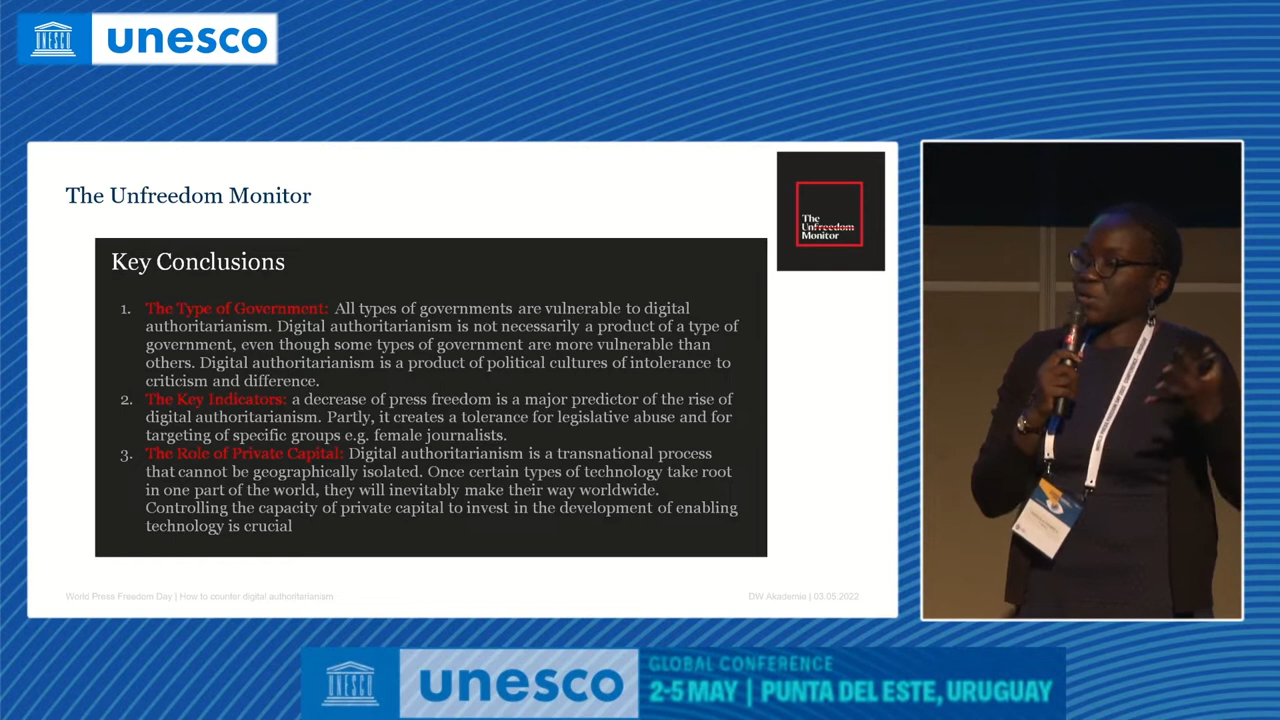 unesco
The Unfreedom Monitor
The
Unfreedom
Monitor
Key Conclusions
1. The Type of Government: All types of governments are vulnerable to digital
authoritarianism. Digital authoritarianism is not necessarily a product of a type of
government, even though some types of government are more vulnerable than
others. Digital authoritarianism is a product of political cultures of intolerance to
criticism and difference.
2. The Key Indicators: a decrease of press freedom is a major predictor of the rise of
digital authoritarianism. Partly, it creates a tolerance for legislative abuse and for
targeting of specific groups e.g. female journalists.
3. The Role of Private Capital: Digital authoritarianism is a transnational process
that cannot be geographically isolated. Once certain types of technology take root
in one part of the world, they will inevitably make their way worldwide.
Controlling the capacity of private capital to invest in the development of enabling
technology is crucial
World Press Freedom Day | How to counter digital authoritarianism
DW Akademie | 03.05.2022
unesco
GLOBAL CONFERENCE
2-5 MAY | PUNTA DEL ESTE, URUGUAY